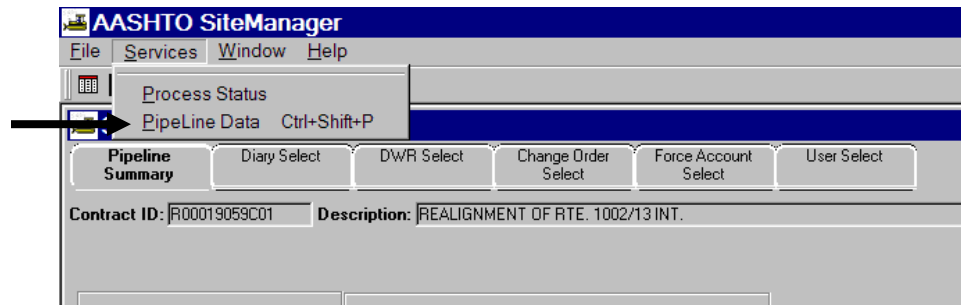 AASHTO SiteManager
File Services Window Help
Process Status
PipeLine Data Ctrl+Shift+P
Pipeline Summary
Diary Select
DWR Select
Change Order Select
Force Account Select
User Select
Contract ID: R00019059C01 Description: REALIGNMENT OF RTE. 1002/13 INT.